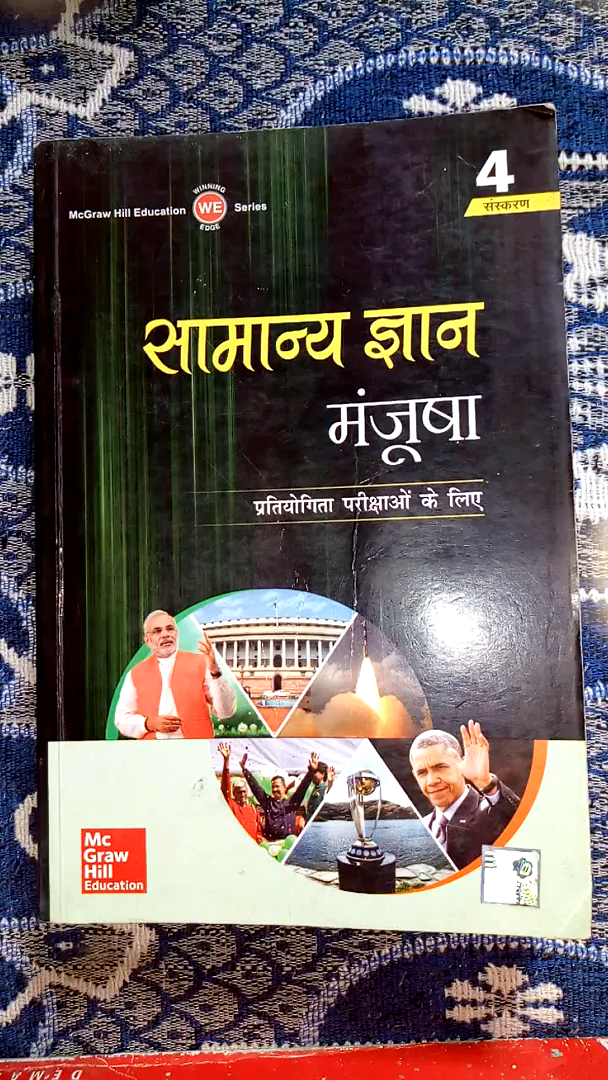 McGraw Hill Education WINNING WE EDGE Series
4
संस्करण
सामान्य ज्ञान
मंजूषा
प्रतियोगिता परीक्षाओं के लिए
Mc
Graw
Hill
Education